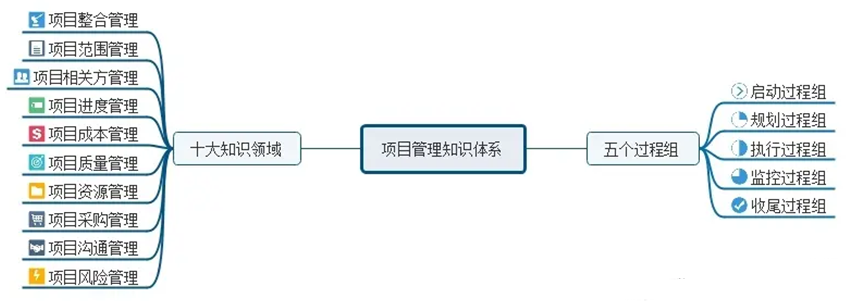 项目整合管理
项目范围管理
项目相关方管理
项目进度管理
项目成本管理
项目质量管理
项目资源管理
项目采购管理
项目沟通管理
项目风险管理
十大知识领域
项目管理知识体系
五个过程组
启动过程组
规划过程组
执行过程组
监控过程组
收尾过程组